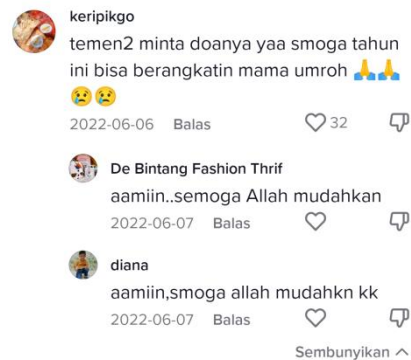 keripikgo
temen2 minta doanya yaa smoga tahun
ini bisa berangkatin mama umroh 🙏🙏
😢😢
2022-06-06 Balas 32
De Bintang Fashion Thrif
aamiin..semoga Allah mudahkan
2022-06-07 Balas
diana
aamiin,smoga allah mudahkn kk
2022-06-07 Balas
Sembunyikan